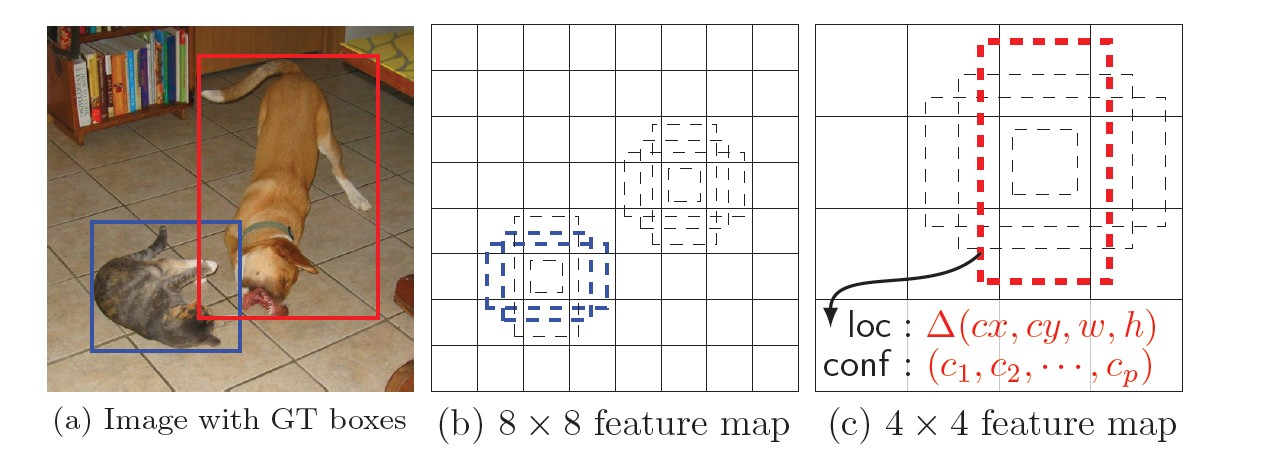 loc : Δ(cx, cy, w, h)
conf : (c₁, c₂, ⋯, cₚ)
(a) Image with GT boxes
(b) 8 × 8 feature map
(c) 4 × 4 feature map